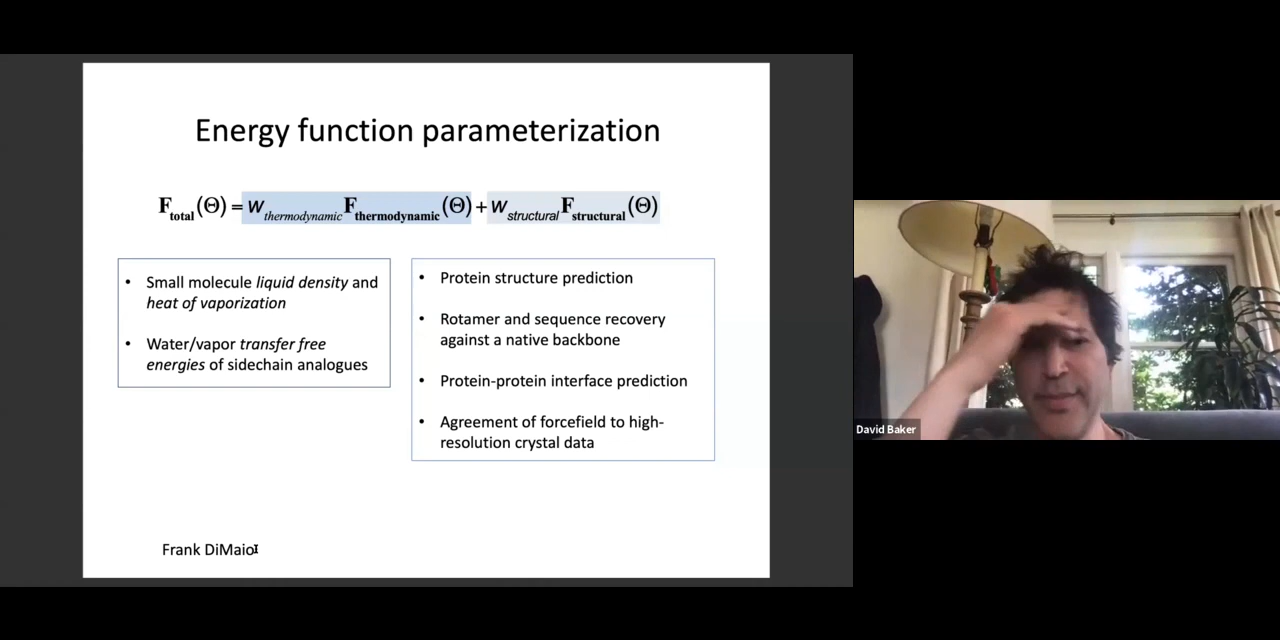 Energy function parameterization
F_total(Θ) = w_thermodynamic F_thermodynamic(Θ) + w_structural F_structural(Θ)
• Small molecule liquid density and
heat of vaporization
• Water/vapor transfer free
energies of sidechain analogues
• Protein structure prediction
• Rotamer and sequence recovery
against a native backbone
• Protein-protein interface prediction
• Agreement of forcefield to high-
resolution crystal data
Frank DiMaio
David Baker